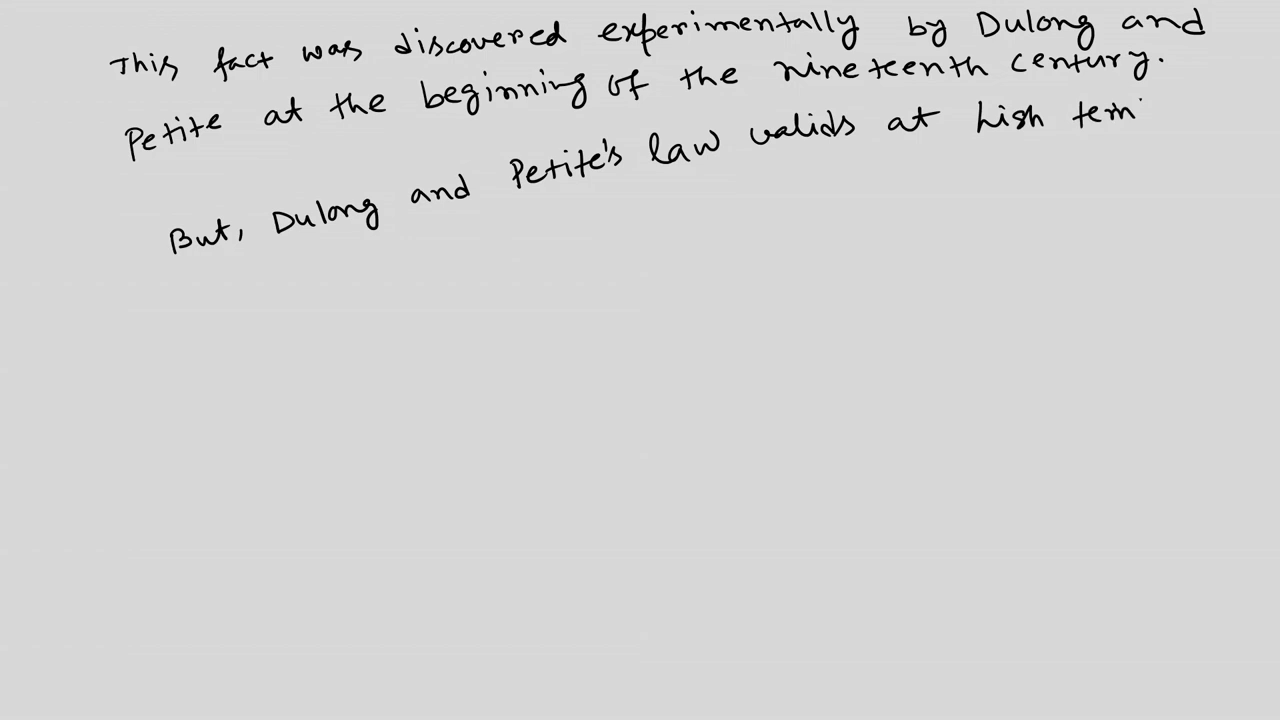 This fact was discovered experimentally by Dulong and
Petite at the beginning of the nineteenth century.
But, Dulong and Petite's law valids at high tem